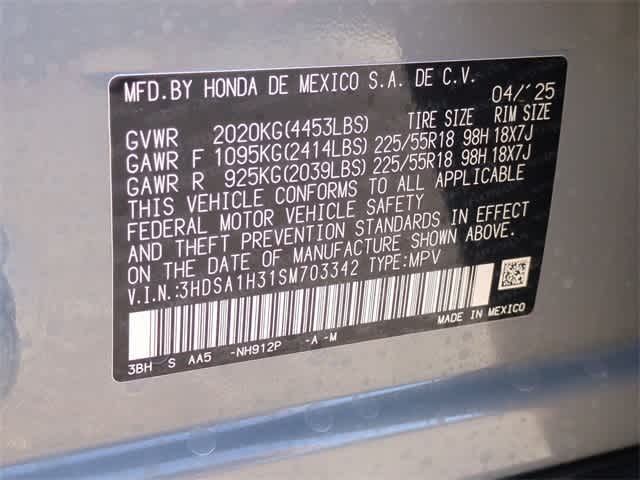 MFD.BY HONDA DE MEXICO S.A. DE C.V. 04/'25
GVWR 2020KG(4453LBS) TIRE SIZE RIM SIZE
GAWR F 1095KG(2414LBS) 225/55R18 98H 18X7J
GAWR R 925KG(2039LBS) 225/55R18 98H 18X7J
THIS VEHICLE CONFORMS TO ALL APPLICABLE
FEDERAL MOTOR VEHICLE SAFETY
AND THEFT PREVENTION STANDARDS IN EFFECT
ON THE DATE OF MANUFACTURE SHOWN ABOVE.
V.I.N.:3HDSA1H31SM703342 TYPE:MPV
MADE IN MEXICO
3BH S AA5 -NH912P -A -M